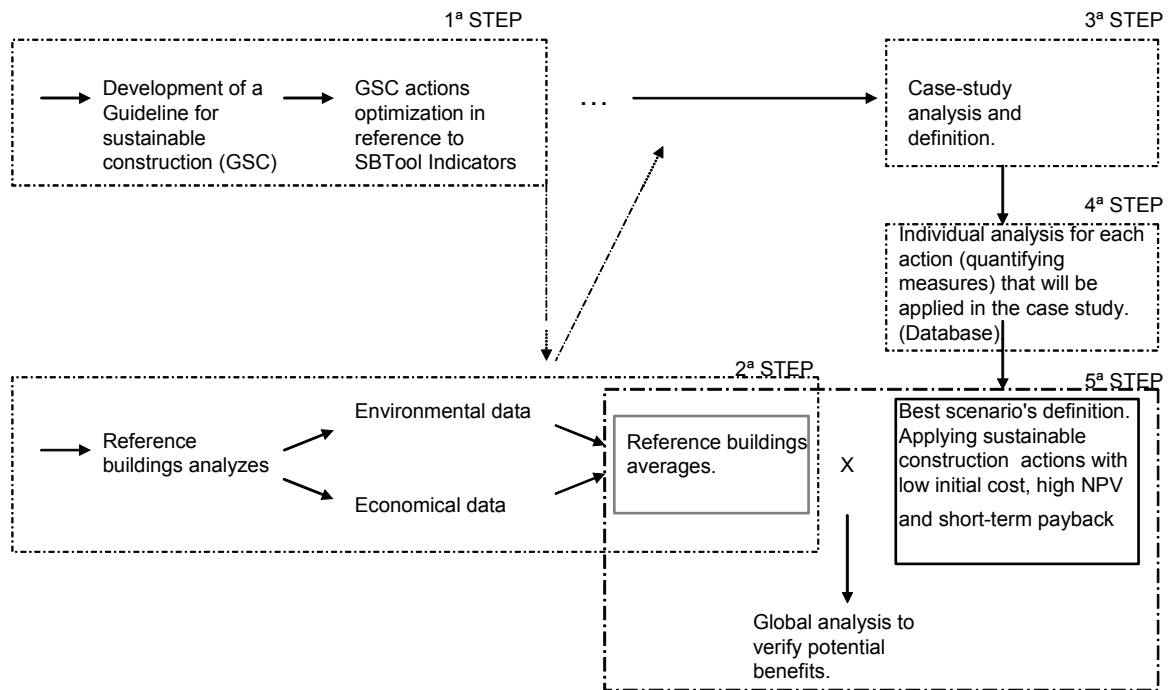 1ª STEP
Development of a
Guideline for
sustainable
construction (GSC)
GSC actions
optimization in
reference to
SBTool Indicators
...
3ª STEP
Case-study
analysis and
definition.
4ª STEP
Individual analysis for each
action (quantifying
measures) that will be
applied in the case study.
(Database)
2ª STEP
Reference
buildings analyzes
Environmental data
Economical data
Reference buildings
averages.
X
5ª STEP
Best scenario's definition.
Applying sustainable
construction actions with
low initial cost, high NPV
and short-term payback
Global analysis to
verify potential
benefits.